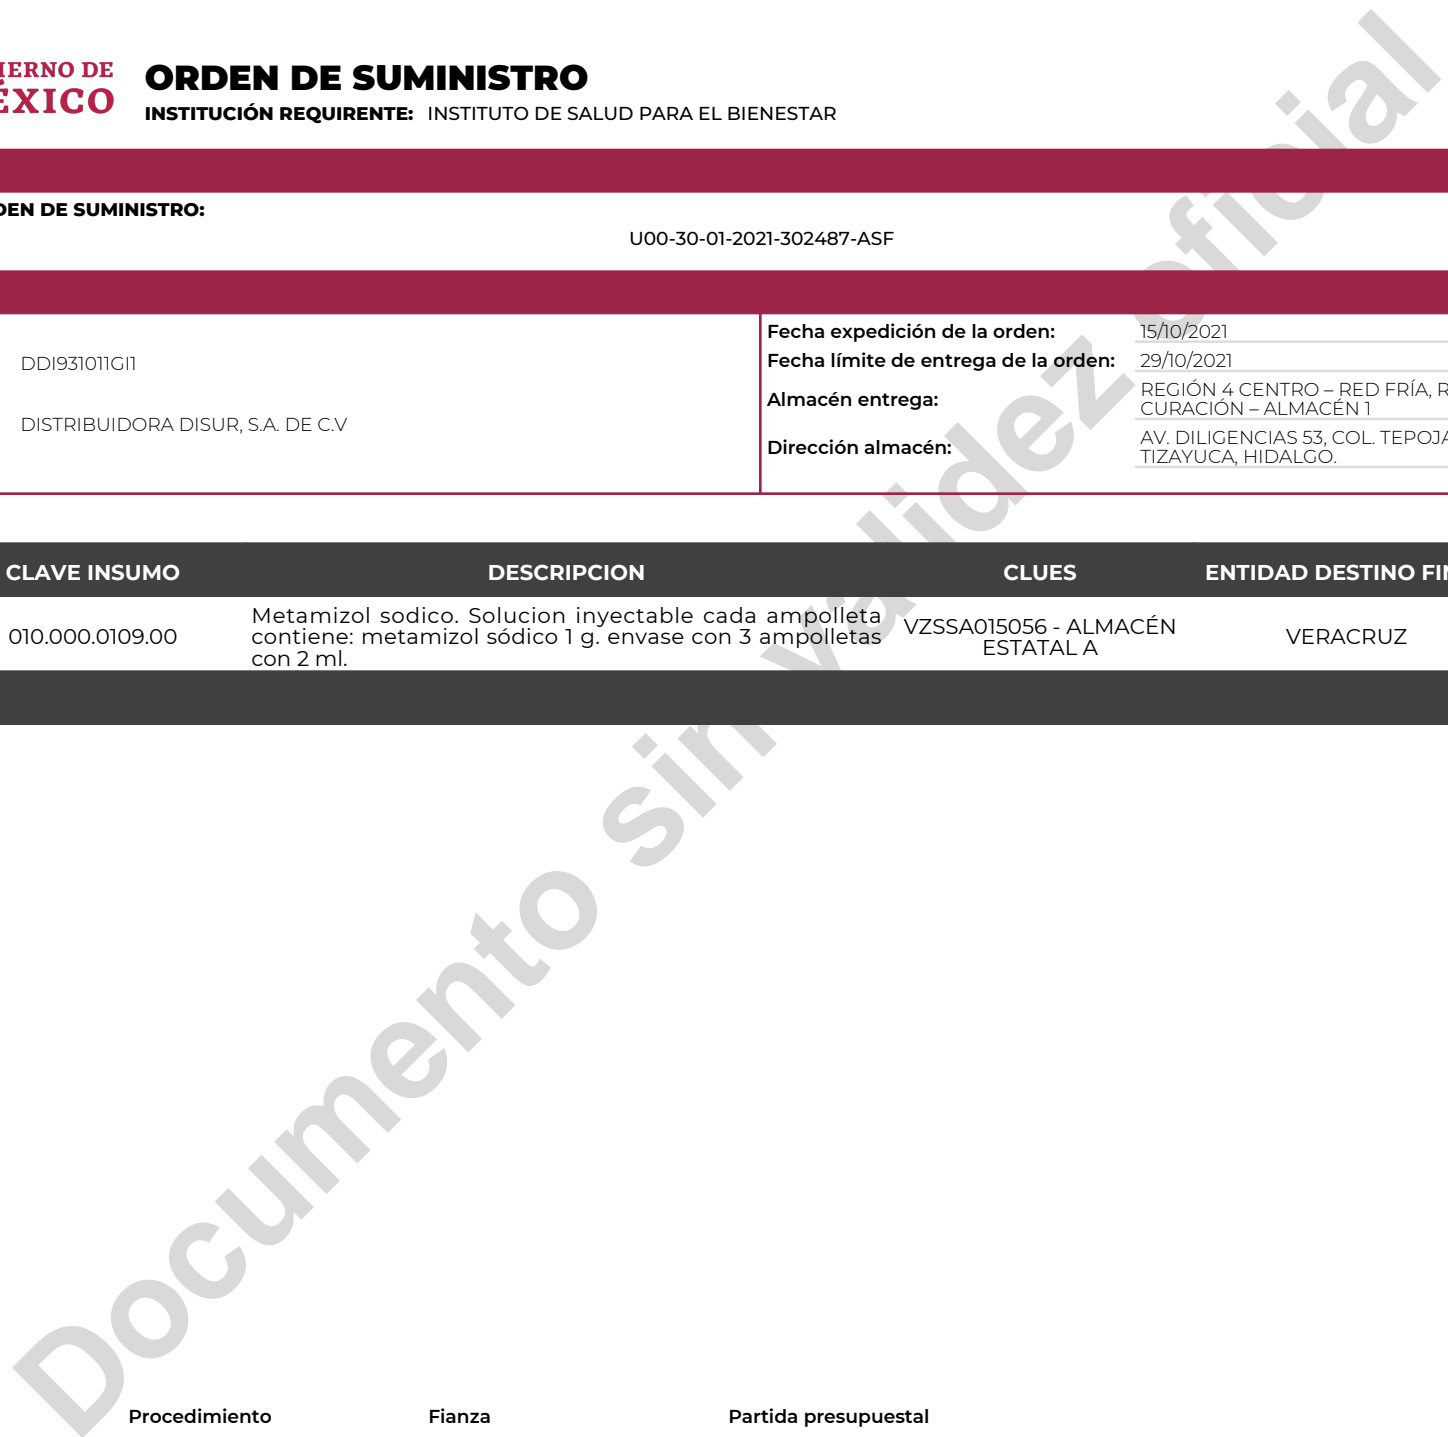 IERNO DE
ÉXICO
ORDEN DE SUMINISTRO
INSTITUCIÓN REQUIRENTE: INSTITUTO DE SALUD PARA EL BIENESTAR
DEN DE SUMINISTRO:
U00-30-01-2021-302487-ASF
DDI931011GI1
DISTRIBUIDORA DISUR, S.A. DE C.V
Fecha expedición de la orden: 15/10/2021
Fecha límite de entrega de la orden: 29/10/2021
Almacén entrega: REGIÓN 4 CENTRO – RED FRÍA, R
CURACIÓN – ALMACÉN 1
Dirección almacén: AV. DILIGENCIAS 53, COL. TEPOJA
TIZAYUCA, HIDALGO.
CLAVE INSUMO DESCRIPCION CLUES ENTIDAD DESTINO FIN
010.000.0109.00
Metamizol sodico. Solucion inyectable cada ampolleta
contiene: metamizol sódico 1 g. envase con 3 ampolletas
con 2 ml.
VZSSA015056 - ALMACÉN
ESTATAL A
VERACRUZ
Documento sin validez oficial
Procedimiento Fianza Partida presupuestal